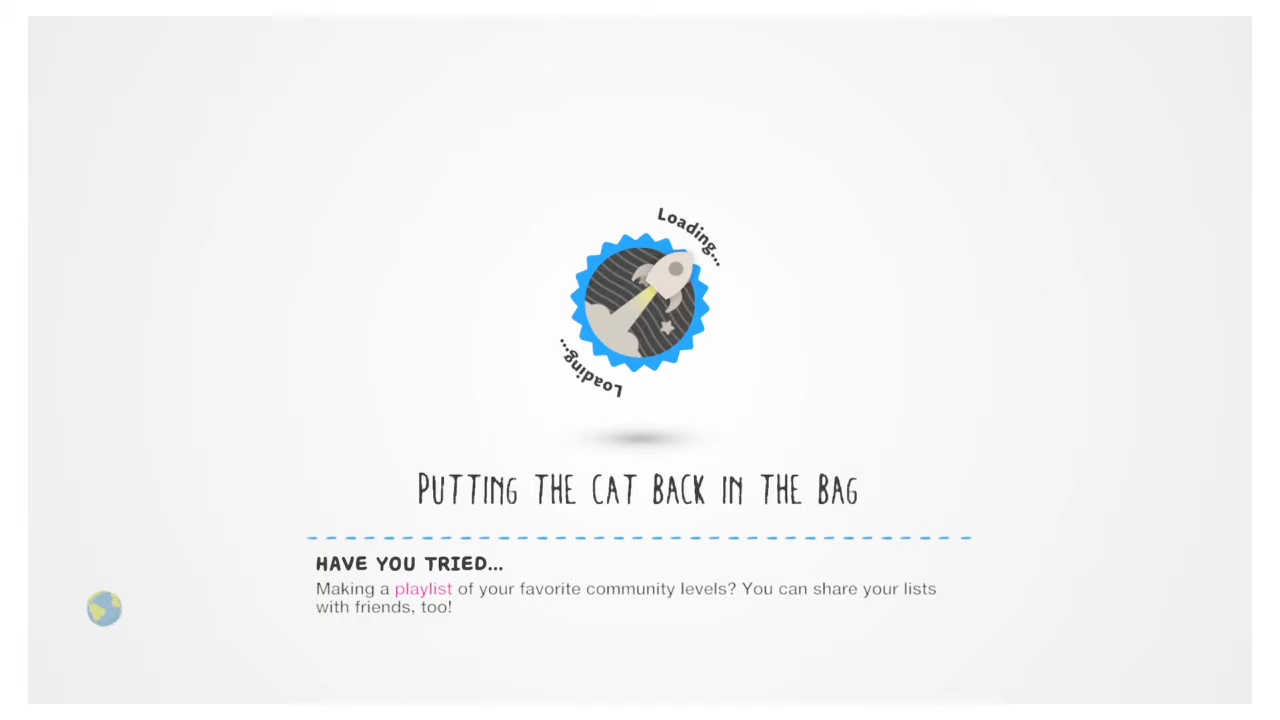 Loading...
Loading...
PUTTING THE CAT BACK IN THE BAG
HAVE YOU TRIED...
Making a playlist of your favorite community levels? You can share your lists
with friends, too!